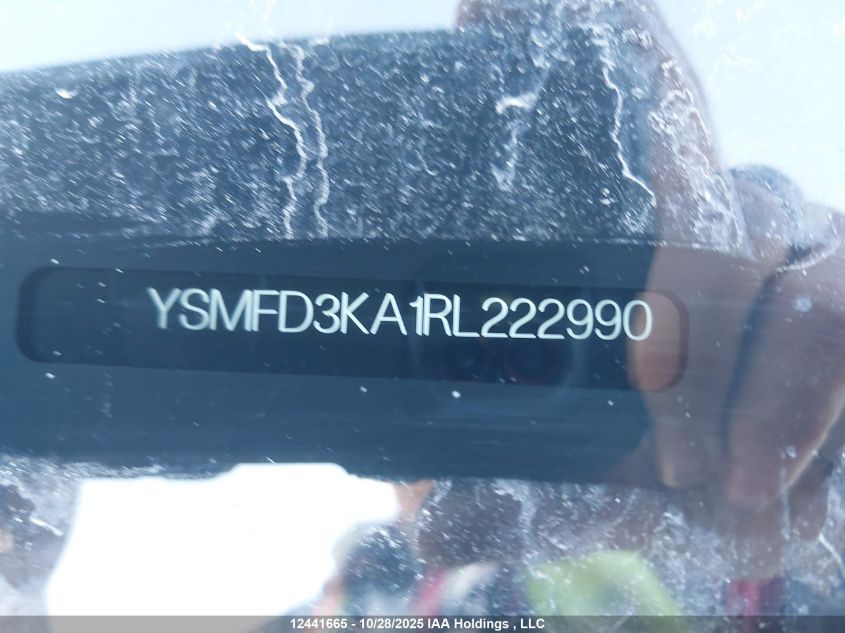 YSMFD3KA1RL222990
12441665 - 10/28/2025 IAA Holdings , LLC